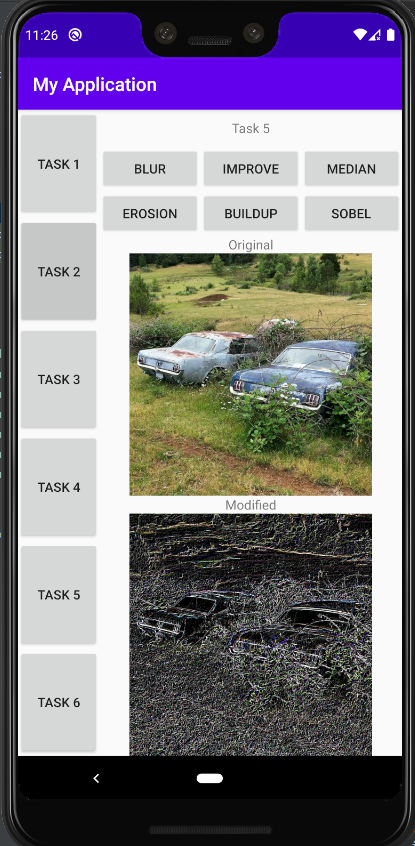 11:26
My Application
TASK 1
TASK 2
TASK 3
TASK 4
TASK 5
TASK 6
Task 5
BLUR IMPROVE MEDIAN
EROSION BUILDUP SOBEL
Original
Modified